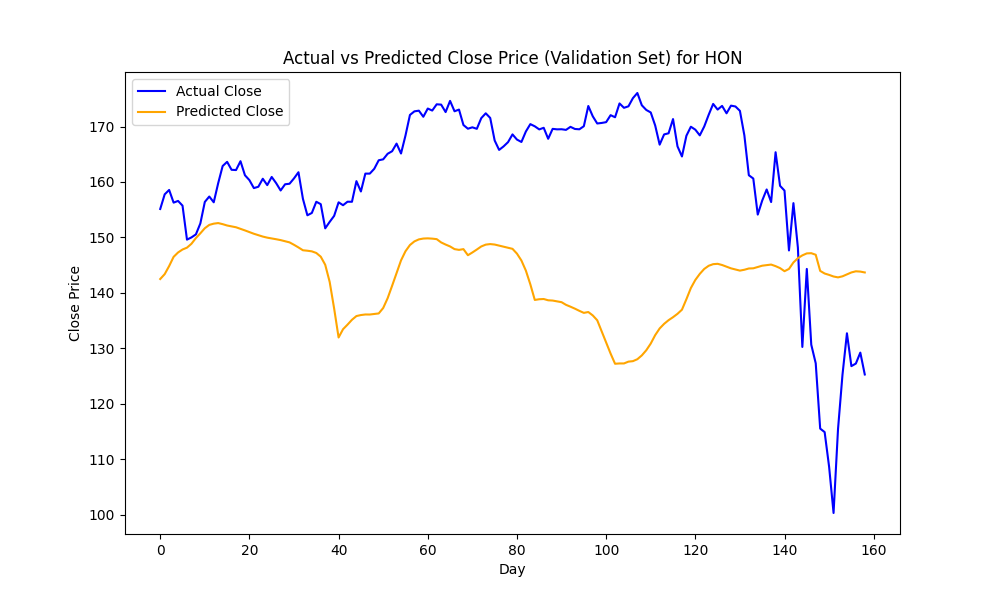 Actual vs Predicted Close Price (Validation Set) for HON
Actual Close
Predicted Close
Close Price
170
160
150
140
130
120
110
100
0 20 40 60 80 100 120 140 160
Day